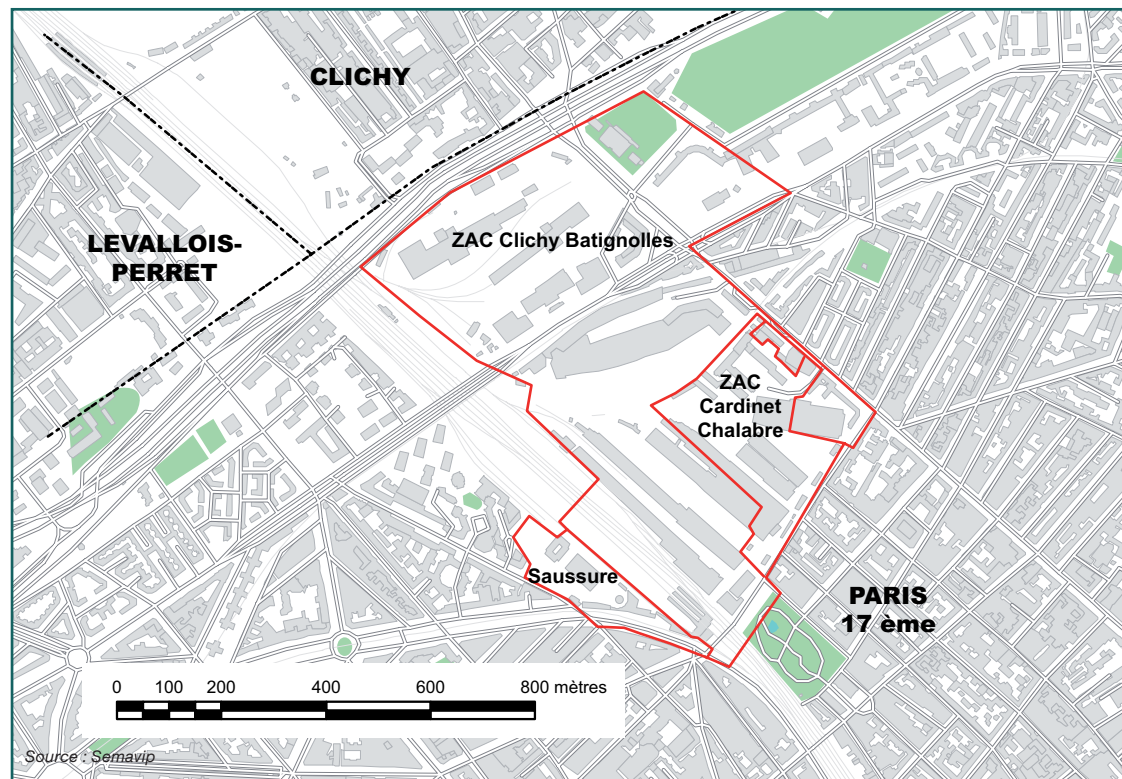 CLICHY
LEVALLOIS-
PERRET
ZAC Clichy Batignolles
ZAC
Cardinet
Chalabre
Saussure
PARIS
17 ème
0 100 200 400 600 800 mètres
Source : Semavip